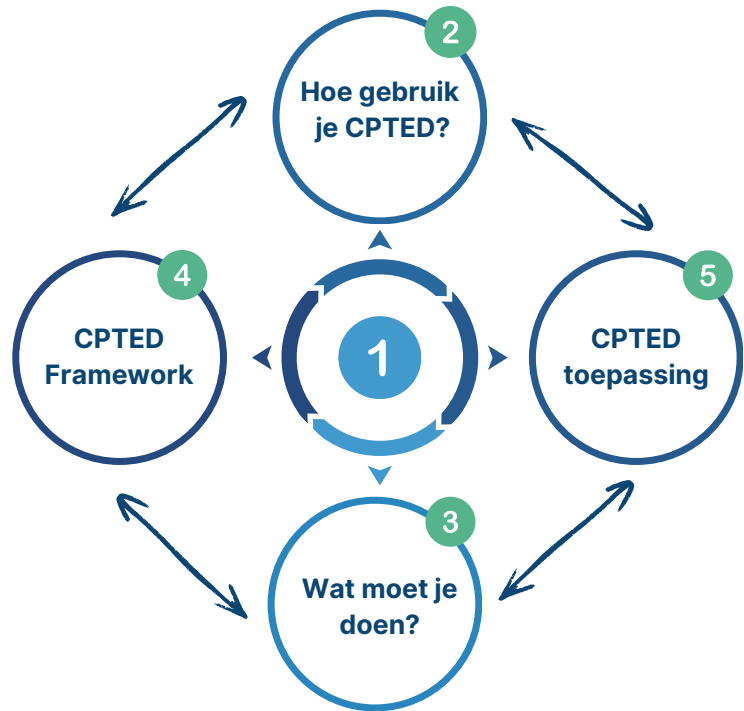 2
Hoe gebruik
je CPTED?
4
CPTED
Framework
1
5
CPTED
toepassing
3
Wat moet je
doen?